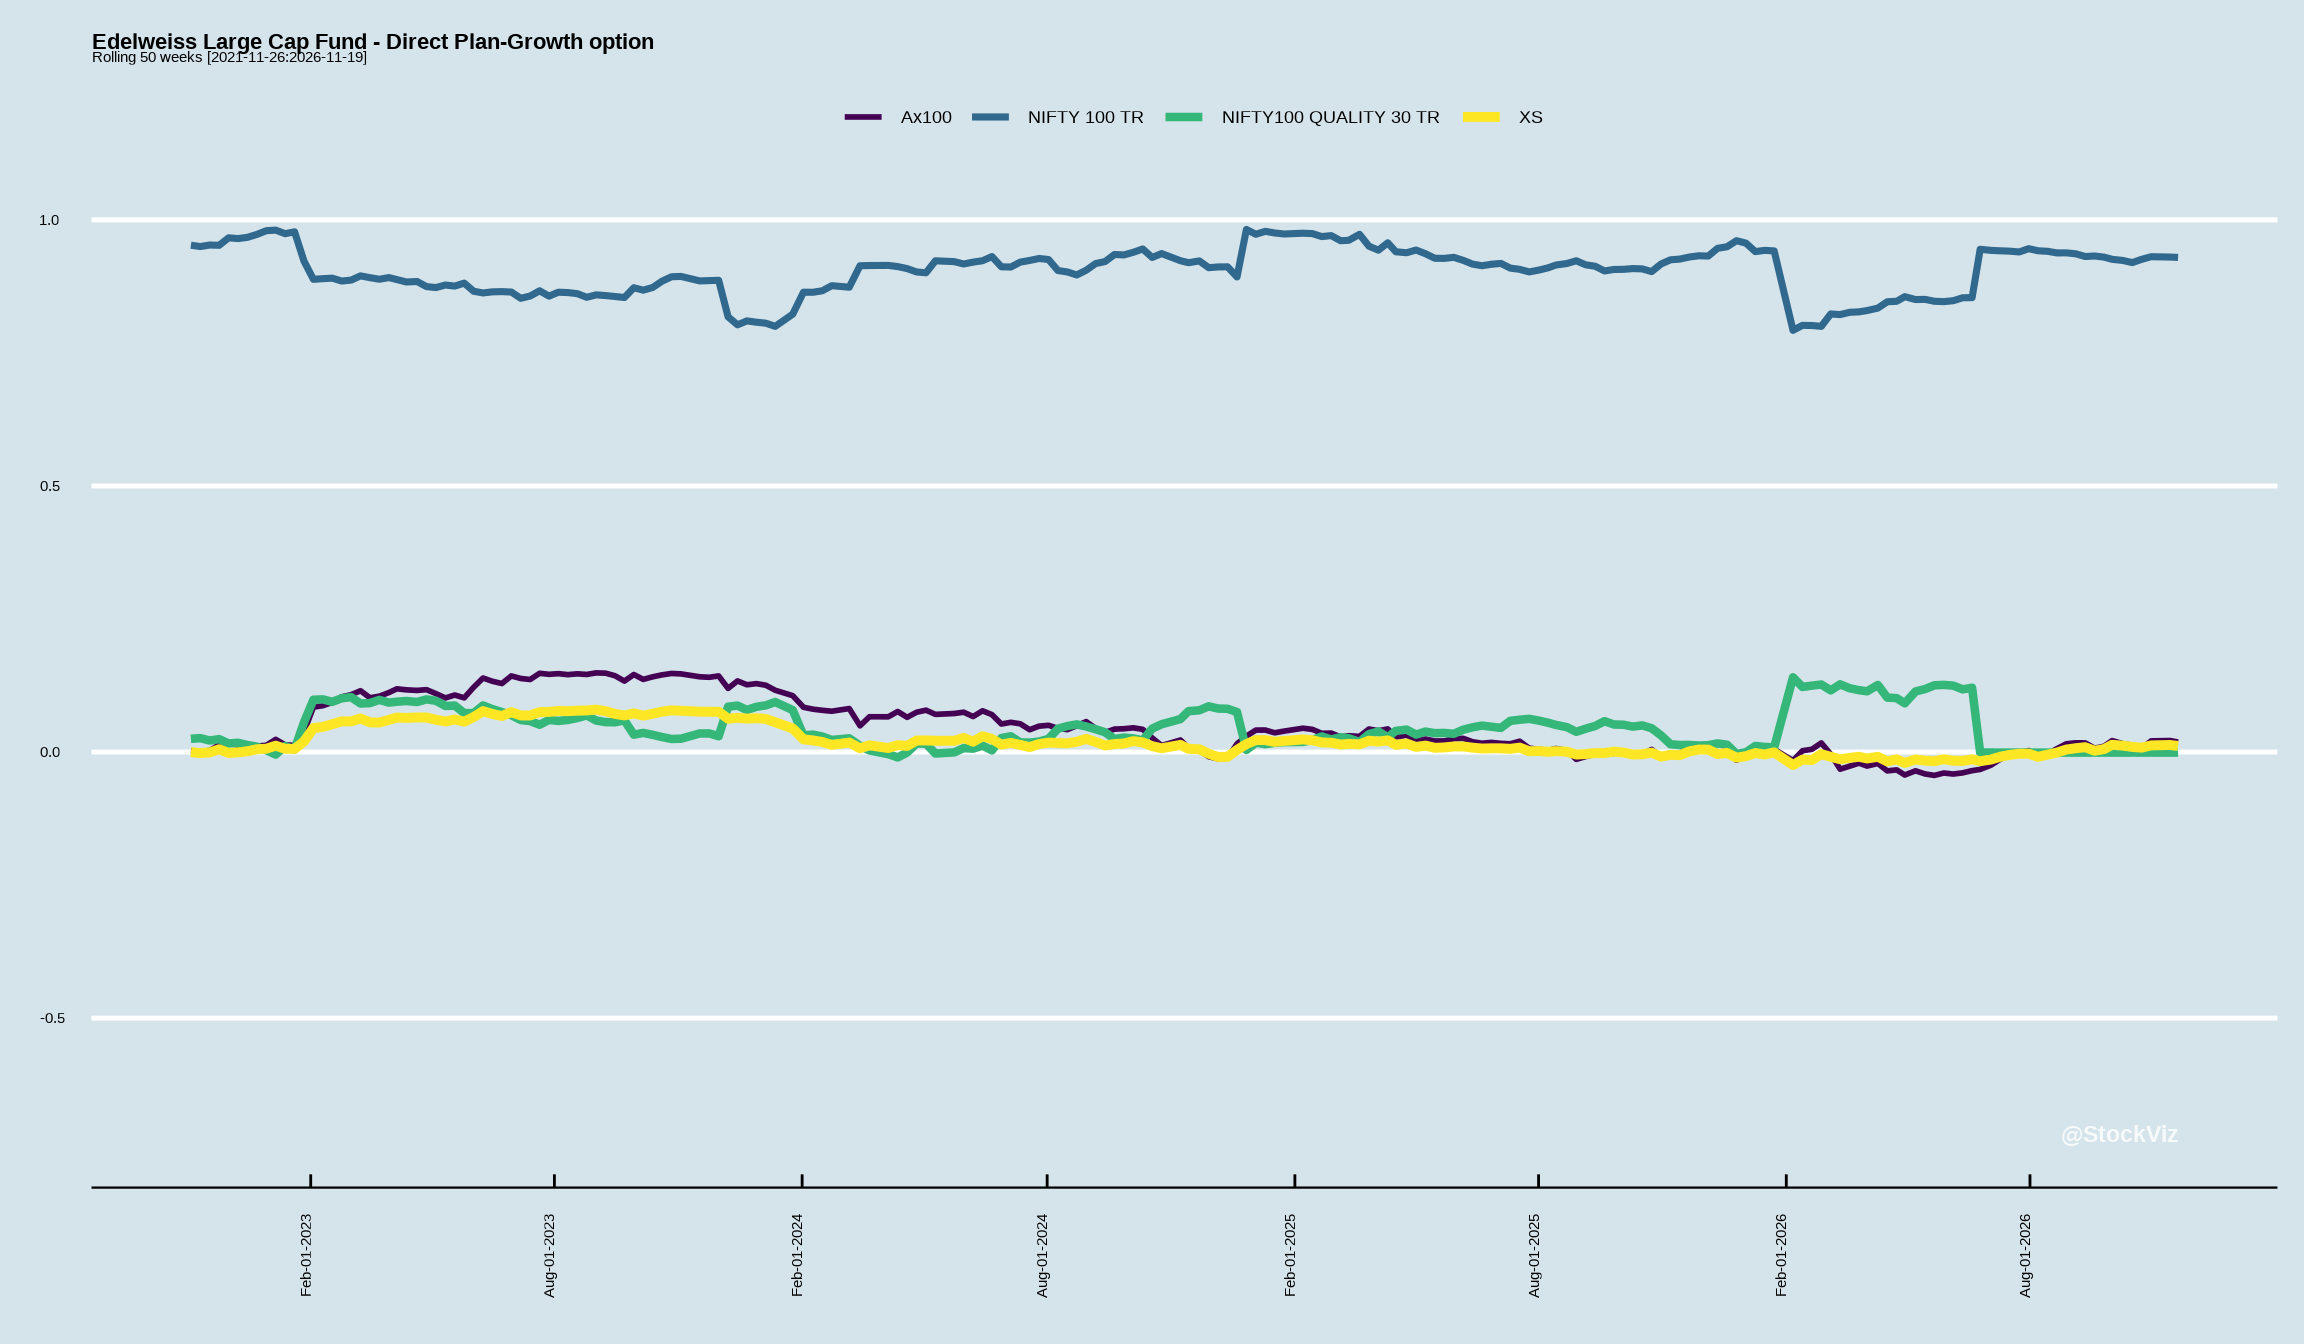 Edelweiss Large Cap Fund - Direct Plan-Growth option
Rolling 50 weeks [2021-11-26:2026-11-19]
Ax100 NIFTY 100 TR NIFTY100 QUALITY 30 TR XS
1.0
0.5
0.0
-0.5
@StockViz
Feb-01-2023 Aug-01-2023 Feb-01-2024 Aug-01-2024 Feb-01-2025 Aug-01-2025 Feb-01-2026 Aug-01-2026